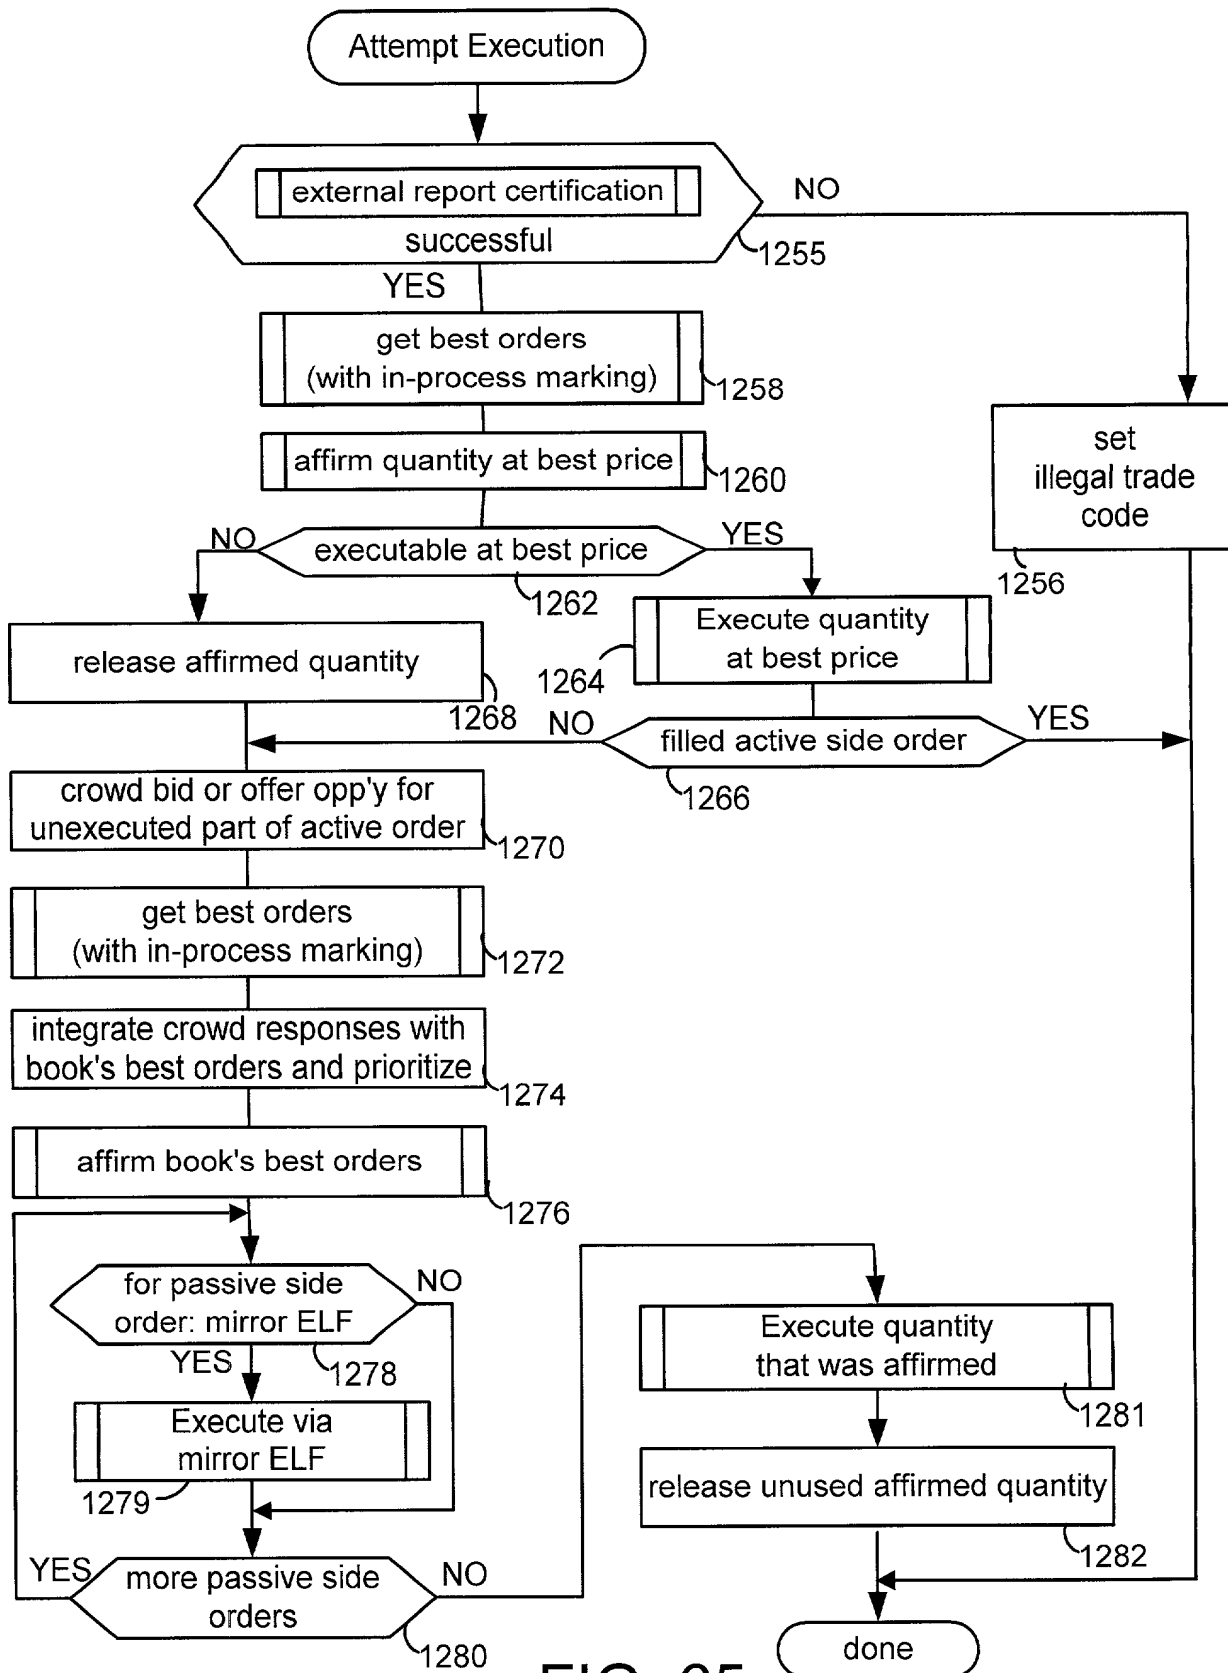 Attempt Execution
external report certification
successful
NO
1255
YES
get best orders
(with in-process marking)
1258
affirm quantity at best price
1260
set
illegal trade
code
1256
NO
executable at best price
YES
1262
Execute quantity
at best price
1264
release affirmed quantity
1268
NO
filled active side order
YES
1266
crowd bid or offer opp'y for
unexecuted part of active order
1270
get best orders
(with in-process marking)
1272
integrate crowd responses with
book's best orders and prioritize
1274
affirm book's best orders
1276
for passive side
order: mirror ELF
NO
YES
1278
Execute via
mirror ELF
1279
YES
more passive side
orders
NO
1280
Execute quantity
that was affirmed
1281
release unused affirmed quantity
1282
done